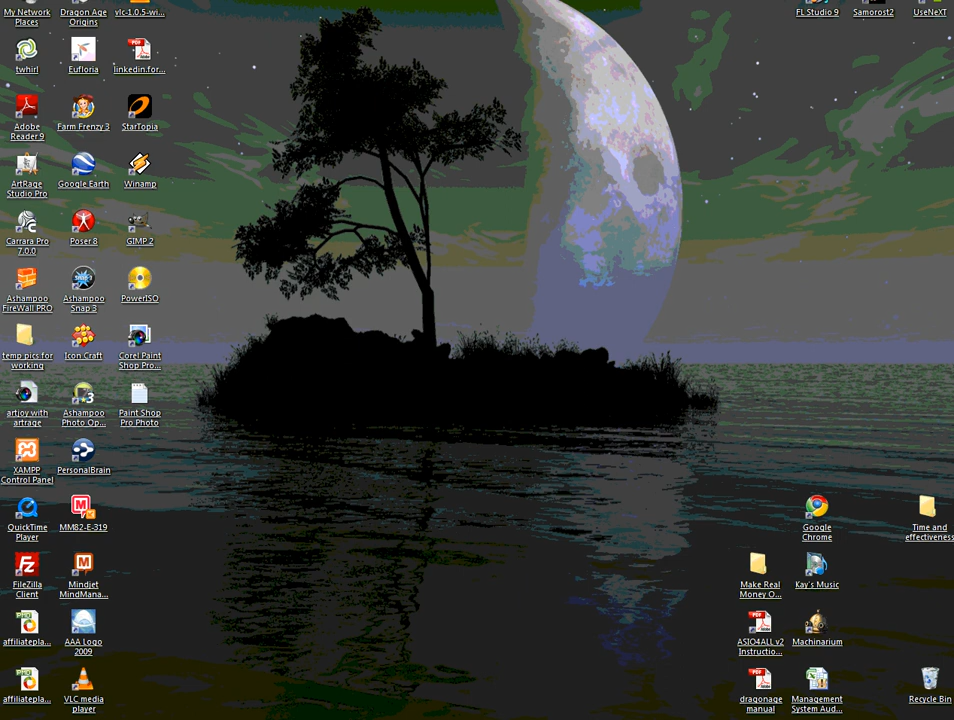 My Network
Places
Dragon Age
Origins
vlc-1.0.5-wi...
FL Studio 9
Samorost2
UseNeXT
twhirl
Eufloria
linkedin.for...
Adobe
Reader 9
Farm Frenzy 3
StarTopia
ArtRage
Studio Pro
Google Earth
Winamp
Carrara Pro
7.0.0
Poser 8
GIMP 2
Ashampoo
FireWall PRO
Ashampoo
Snap 3
PowerISO
temp pics for
working
Icon Craft
Corel Paint
Shop Pro...
artjoy with
artrage
Ashampoo
Photo Op...
Paint Shop
Pro Photo
XAMPP
Control Panel
PersonalBrain
QuickTime
Player
MM82-E-319
Google
Chrome
Time and
effectiveness
FileZilla
Client
Mindjet
MindMana...
Make Real
Money O...
Kay's Music
affiliatepla...
AAA Logo
2009
ASIO4ALL v2
Instructio...
Machinarium
affiliatepla...
VLC media
player
dragonage
manual
Management
System Aud...
Recycle Bin